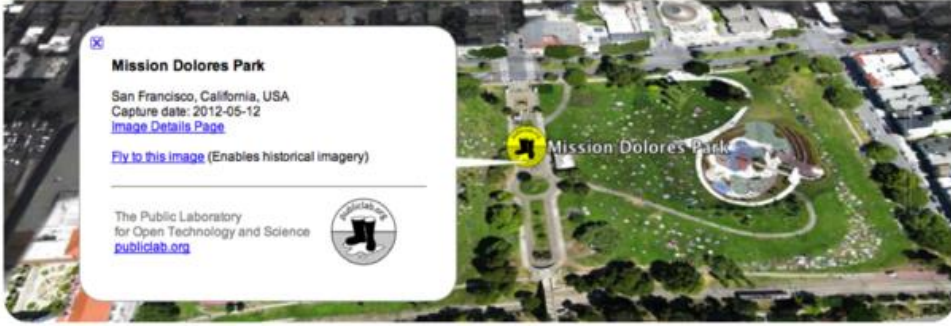 Mission Dolores Park
San Francisco, California, USA
Capture date: 2012-05-12
Image Details Page
Fly to this image (Enables historical imagery)
The Public Laboratory
for Open Technology and Science
publiclab.org
publiclab.org
Mission Dolores Park